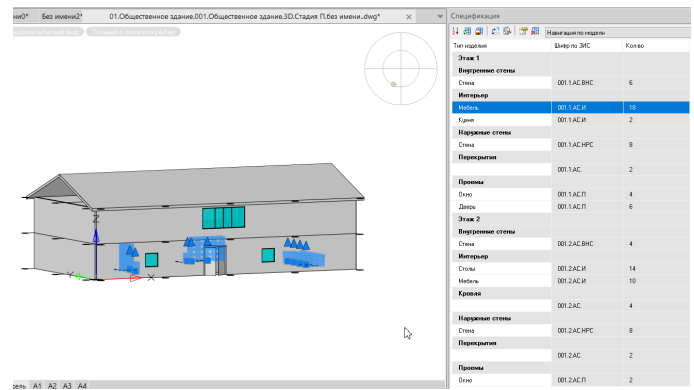 ни0* Без имени2* 01.Общественное здание.001.Общественное здание.3D.Стадия П.без имени..dwg* ×
Точный с показом рёбер
Z
Y
X
дель A1 A2 A3 A4
Спецификация
Навигация по модели
Тип изделия Шифр по ЗИС Кол-во
Этаж 1
Внутренние стены
Стена 001.1.АС.ВНС 6
Интерьер
Мебель 001.1.АС.И 18
Кухня 001.1.АС.И 2
Наружные стены
Стена 001.1.АС.НРС 8
Перекрытия
001.1.АС. 2
Проемы
Окно 001.1.АС.П 4
Дверь 001.1.АС.П 6
Этаж 2
Внутренние стены
Стена 001.2.АС.ВНС 4
Интерьер
Столы 001.2.АС.И 14
Мебель 001.2.АС.И 10
Кровля
001.2.АС. 4
Наружные стены
Стена 001.2.АС.НРС 8
Перекрытия
001.2.АС. 2
Проемы
Окно 001.2.АС.П 2